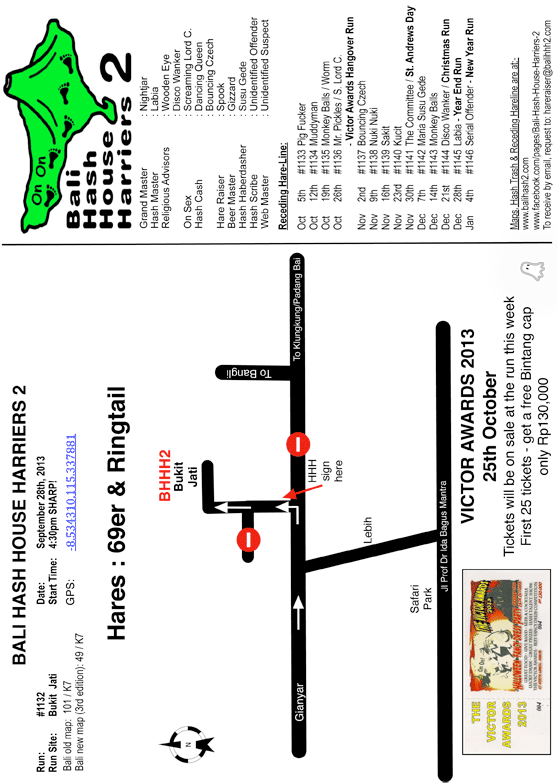 BALI HASH HOUSE HARRIERS 2
Run: #1132
Run Site: Bukit Jati
Bali old map: 101 / K7
Bali new map (3rd edition): 49 / K7
Date: September 28th, 2013
Start Time: 4:30pm SHARP!
GPS: -8.534310,115.337881
Hares : 69er & Ringtail
N
BHHH2
Bukit
Jati
To Bangli
To Klungkung/Padang Bai
HHH
sign
here
Gianyar
Lebih
Safari
Park
Jl Prof Dr Ida Bagus Mantra
THE
VICTOR
AWARDS
2013
THE VICTOR AWARDS
2013
004
004
VICTOR AWARDS 2013
25th October
Tickets will be on sale at the run this week
First 25 tickets - get a free Bintang cap
only Rp130,000
On On
Bali
Hash
House
Harriers 2
Grand Master : Nightjar
Hash Master : Labia
Religious Advisors : Wooden Eye
: Disco Wanker
On Sex : Screaming Lord C.
Hash Cash : Dancing Queen
: Bouncing Czech
Hare Raiser : Spook
Beer Master : Gizzard
Hash Haberdasher : Susu Gede
Hash Scribe : Unidentified Offender
Web Master : Unidentified Suspect
Receding Hare-Line:
Oct 5th #1133 Pig Fucker
Oct 12th #1134 Muddyman
Oct 19th #1135 Monkey Balls / Worm
Oct 26th #1136 Mr. Pickles / S. Lord C.
- Victor Awards Hangover Run
Nov 2nd #1137 Bouncing Czech
Nov 9th #1138 Nuki Nuki
Nov 16th #1139 Sakit
Nov 23rd #1140 Kucit
Nov 30th #1141 The Committee / St. Andrews Day
Dec 7th #1142 Maria Susu Gede
Dec 14th #1143 Monkey Balls
Dec 21st #1144 Disco Wanker / Christmas Run
Dec 28th #1145 Labia - Year End Run
Jan 4th #1146 Serial Offender - New Year Run
Maps, Hash Trash & Receding Hareline are at:-
www.balihash2.com
www.facebook.com/pages/Bali-Hash-House-Harriers-2
To receive by email, request to: hareraiser@balihhh2.com